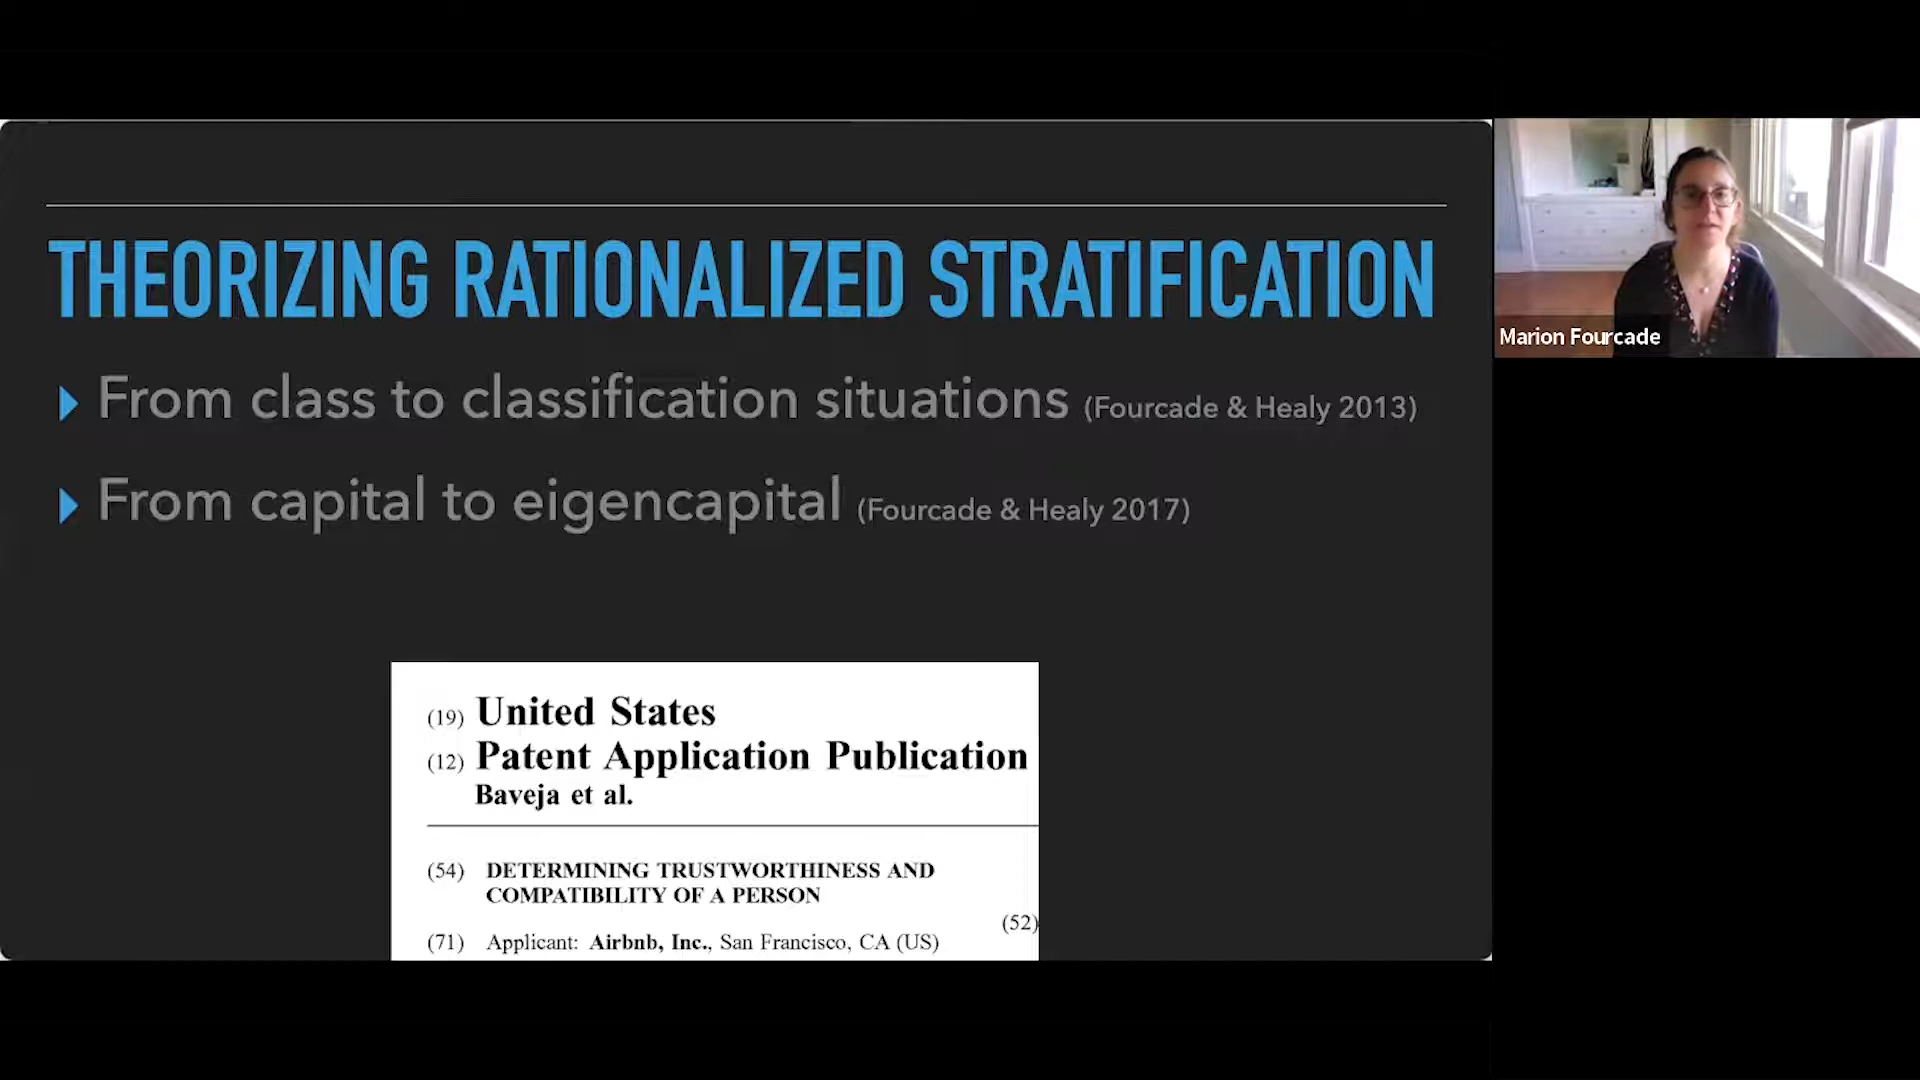 THEORIZING RATIONALIZED STRATIFICATION
From class to classification situations (Fourcade & Healy 2013)
From capital to eigencapital (Fourcade & Healy 2017)
(19) United States
(12) Patent Application Publication
Baveja et al.
(54) DETERMINING TRUSTWORTHINESS AND
COMPATIBILITY OF A PERSON
(52)
(71) Applicant: Airbnb, Inc., San Francisco, CA (US)
Marion Fourcade